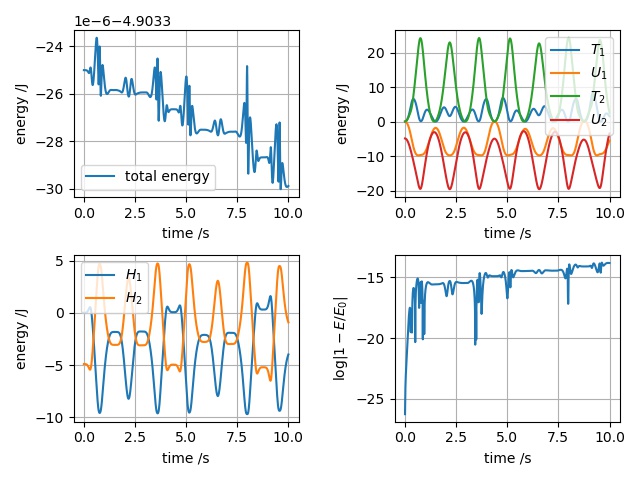 1e-6−4.9033
energy /J
−24
−26
−28
−30
total energy
0.0 2.5 5.0 7.5 10.0
time /s
energy /J
20
10
0
−10
−20
T₁
U₁
T₂
U₂
0.0 2.5 5.0 7.5 10.0
time /s
energy /J
5
0
−5
−10
H₁
H₂
0.0 2.5 5.0 7.5 10.0
time /s
log|1 − E/E₀|
−15
−20
−25
0.0 2.5 5.0 7.5 10.0
time /s